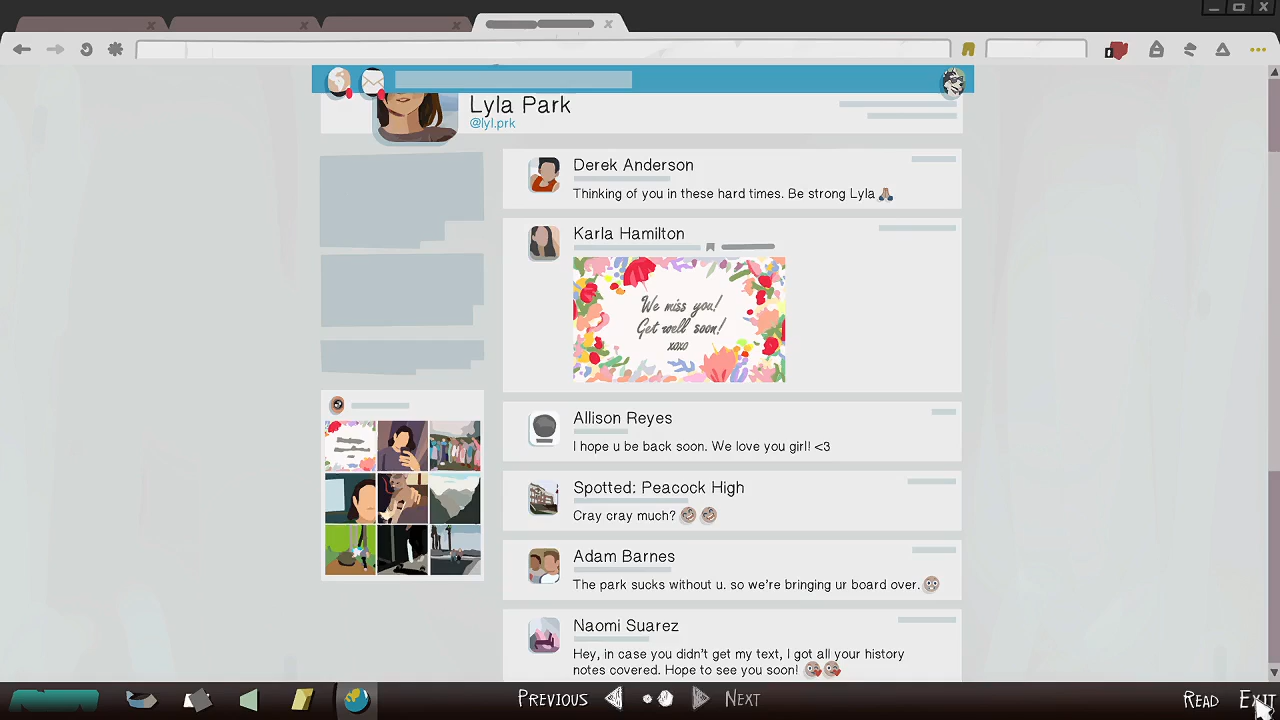 Lyla Park
@lyl.prk
Derek Anderson
Thinking of you in these hard times. Be strong Lyla
Karla Hamilton
We miss you!
Get well soon!
xoxo
Allison Reyes
I hope u be back soon. We love you girl! <3
Spotted: Peacock High
Cray cray much?
Adam Barnes
The park sucks without u. so we're bringing ur board over.
Naomi Suarez
Hey, in case you didn't get my text, I got all your history
notes covered. Hope to see you soon!
PREVIOUS
NEXT
READ
EXIT